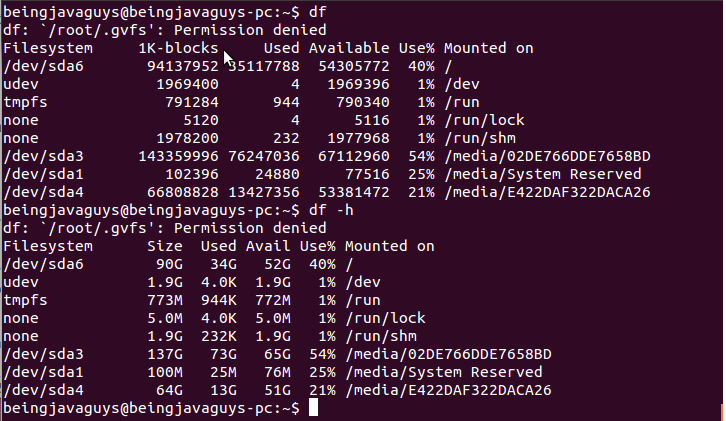 beingjavaguys@beingjavaguys-pc:~$ df
df: `/root/.gvfs': Permission denied
Filesystem     1K-blocks     Used Available Use% Mounted on
/dev/sda6       94137952 35117788  54305772  40% /
udev             1969400        4   1969396   1% /dev
tmpfs             791284      944    790340   1% /run
none                5120        4      5116   1% /run/lock
none             1978200      232   1977968   1% /run/shm
/dev/sda3      143359996 76247036  67112960  54% /media/02DE766DDE7658BD
/dev/sda1         102396    24880     77516  25% /media/System Reserved
/dev/sda4       66808828 13427356  53381472  21% /media/E422DAF322DACA26
beingjavaguys@beingjavaguys-pc:~$ df -h
df: `/root/.gvfs': Permission denied
Filesystem      Size  Used Avail Use% Mounted on
/dev/sda6        90G   34G   52G  40% /
udev            1.9G  4.0K  1.9G   1% /dev
tmpfs           773M  944K  772M   1% /run
none            5.0M  4.0K  5.0M   1% /run/lock
none            1.9G  232K  1.9G   1% /run/shm
/dev/sda3       137G   73G   65G  54% /media/02DE766DDE7658BD
/dev/sda1       100M   25M   76M  25% /media/System Reserved
/dev/sda4        64G   13G   51G  21% /media/E422DAF322DACA26
beingjavaguys@beingjavaguys-pc:~$